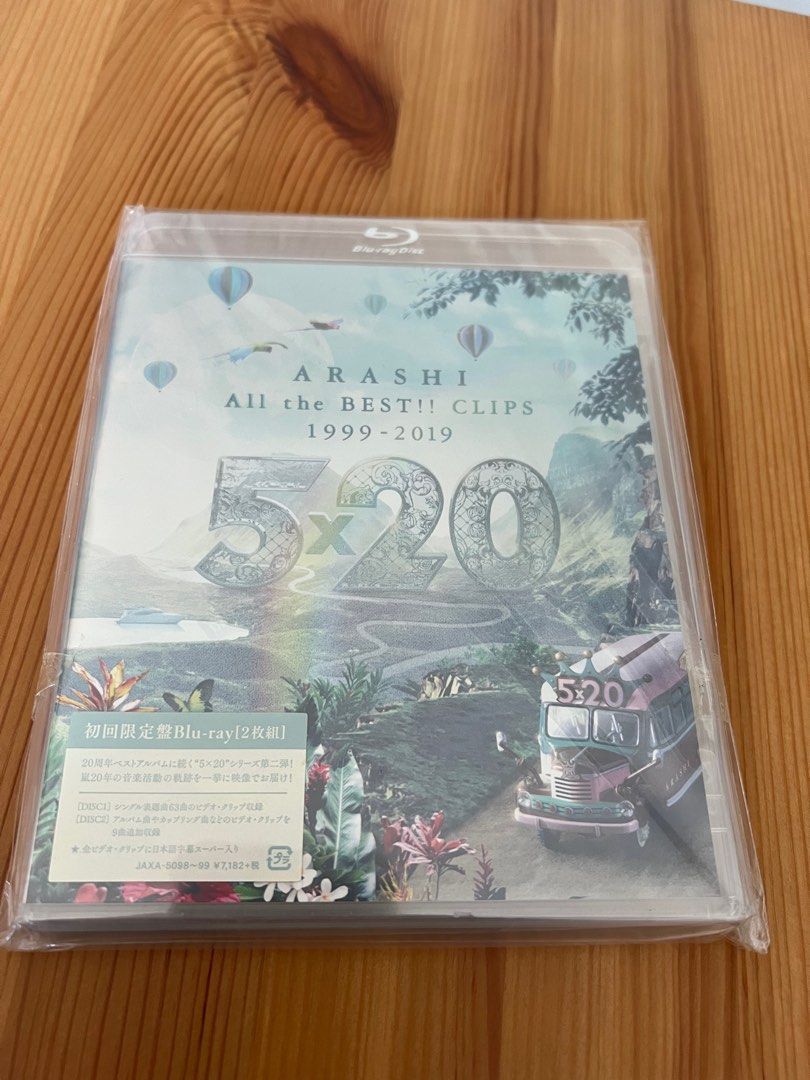 Blu-ray Disc
ARASHI
All the BEST!! CLIPS
1999-2019
5×20
5×20
ARASHI
初回限定盤Blu-ray[2枚組]
20周年ベストアルバムに続く"5×20"シリーズ第二弾!
嵐20年の音楽活動の軌跡を一挙に映像でお届け!
[DISC1] シングル表題曲63曲のビデオ・クリップ収録
[DISC2] アルバム曲やカップリング曲などのビデオ・クリップを
9曲追加収録
★全ビデオ・クリップに日本語字幕スーパー入り
JAXA-5098~99 ¥7,182+税
プラ